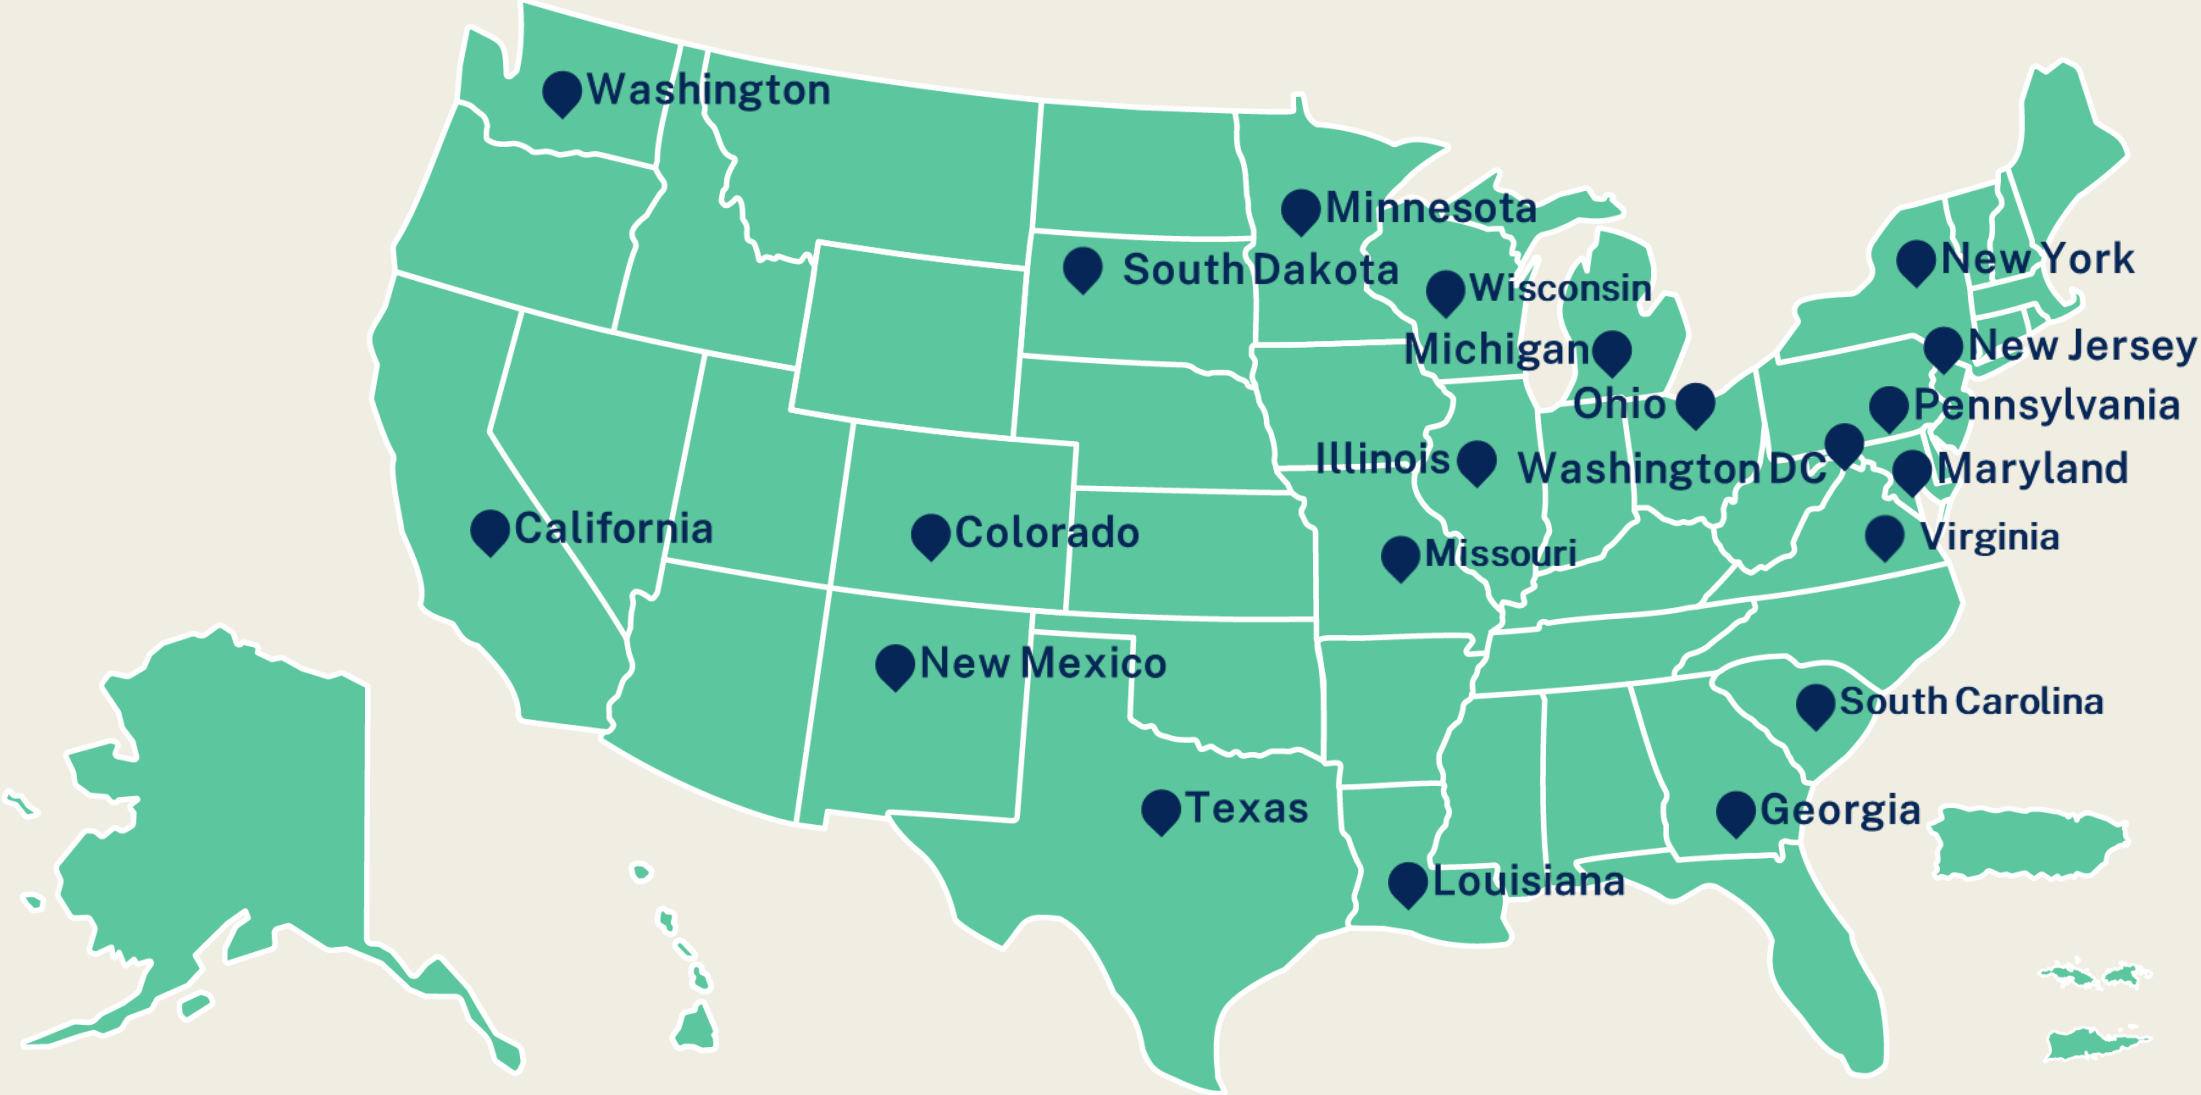 Washington
Minnesota
New York
South Dakota
Wisconsin
New Jersey
Michigan
Ohio
Pennsylvania
Illinois
Washington DC
Maryland
California
Colorado
Virginia
Missouri
New Mexico
South Carolina
Texas
Georgia
Louisiana